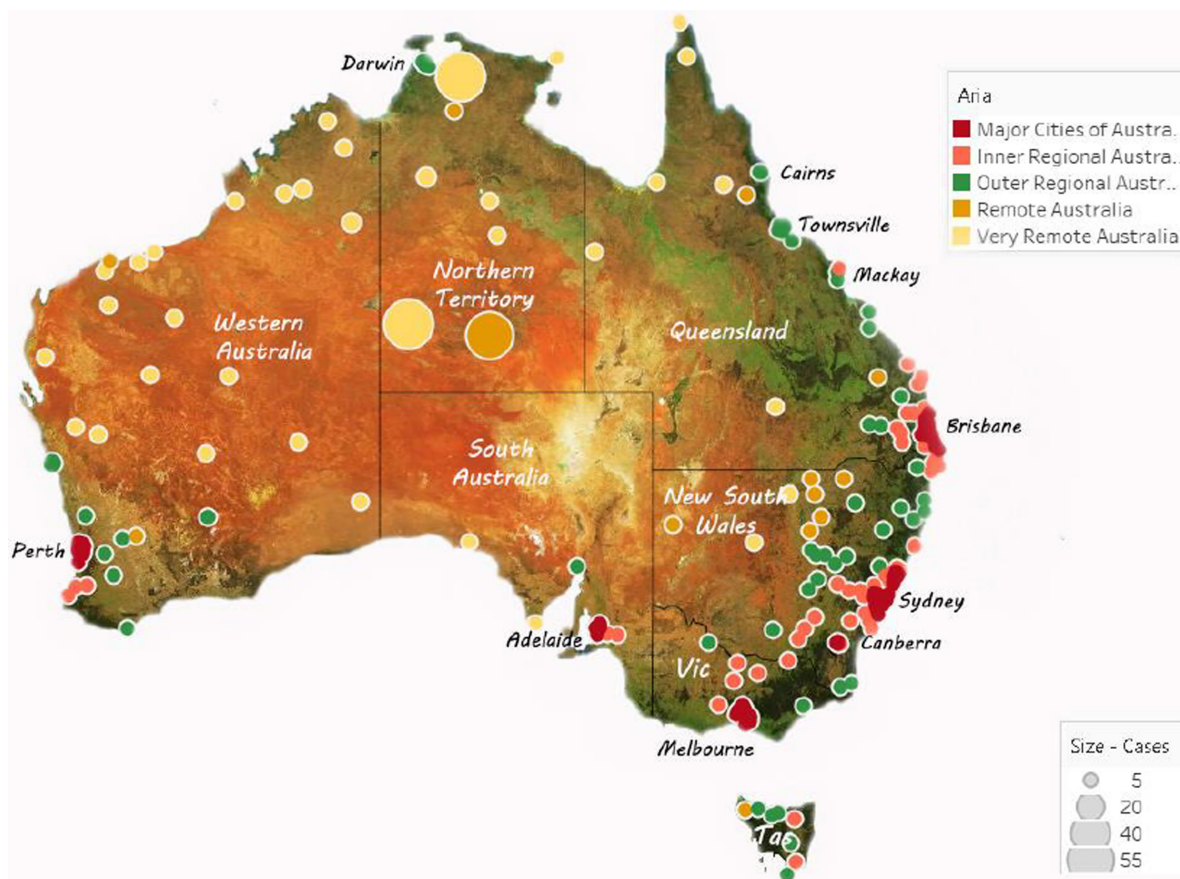 Darwin
Cairns
Townsville
Mackay
Northern
Territory
Western
Australia
Queensland
Brisbane
South
Australia
New South
Wales
Perth
Sydney
Adelaide
Canberra
Vic
Melbourne
Tas
Aria
Major Cities of Austra..
Inner Regional Austra..
Outer Regional Austr..
Remote Australia
Very Remote Australia
Size - Cases
5
20
40
55